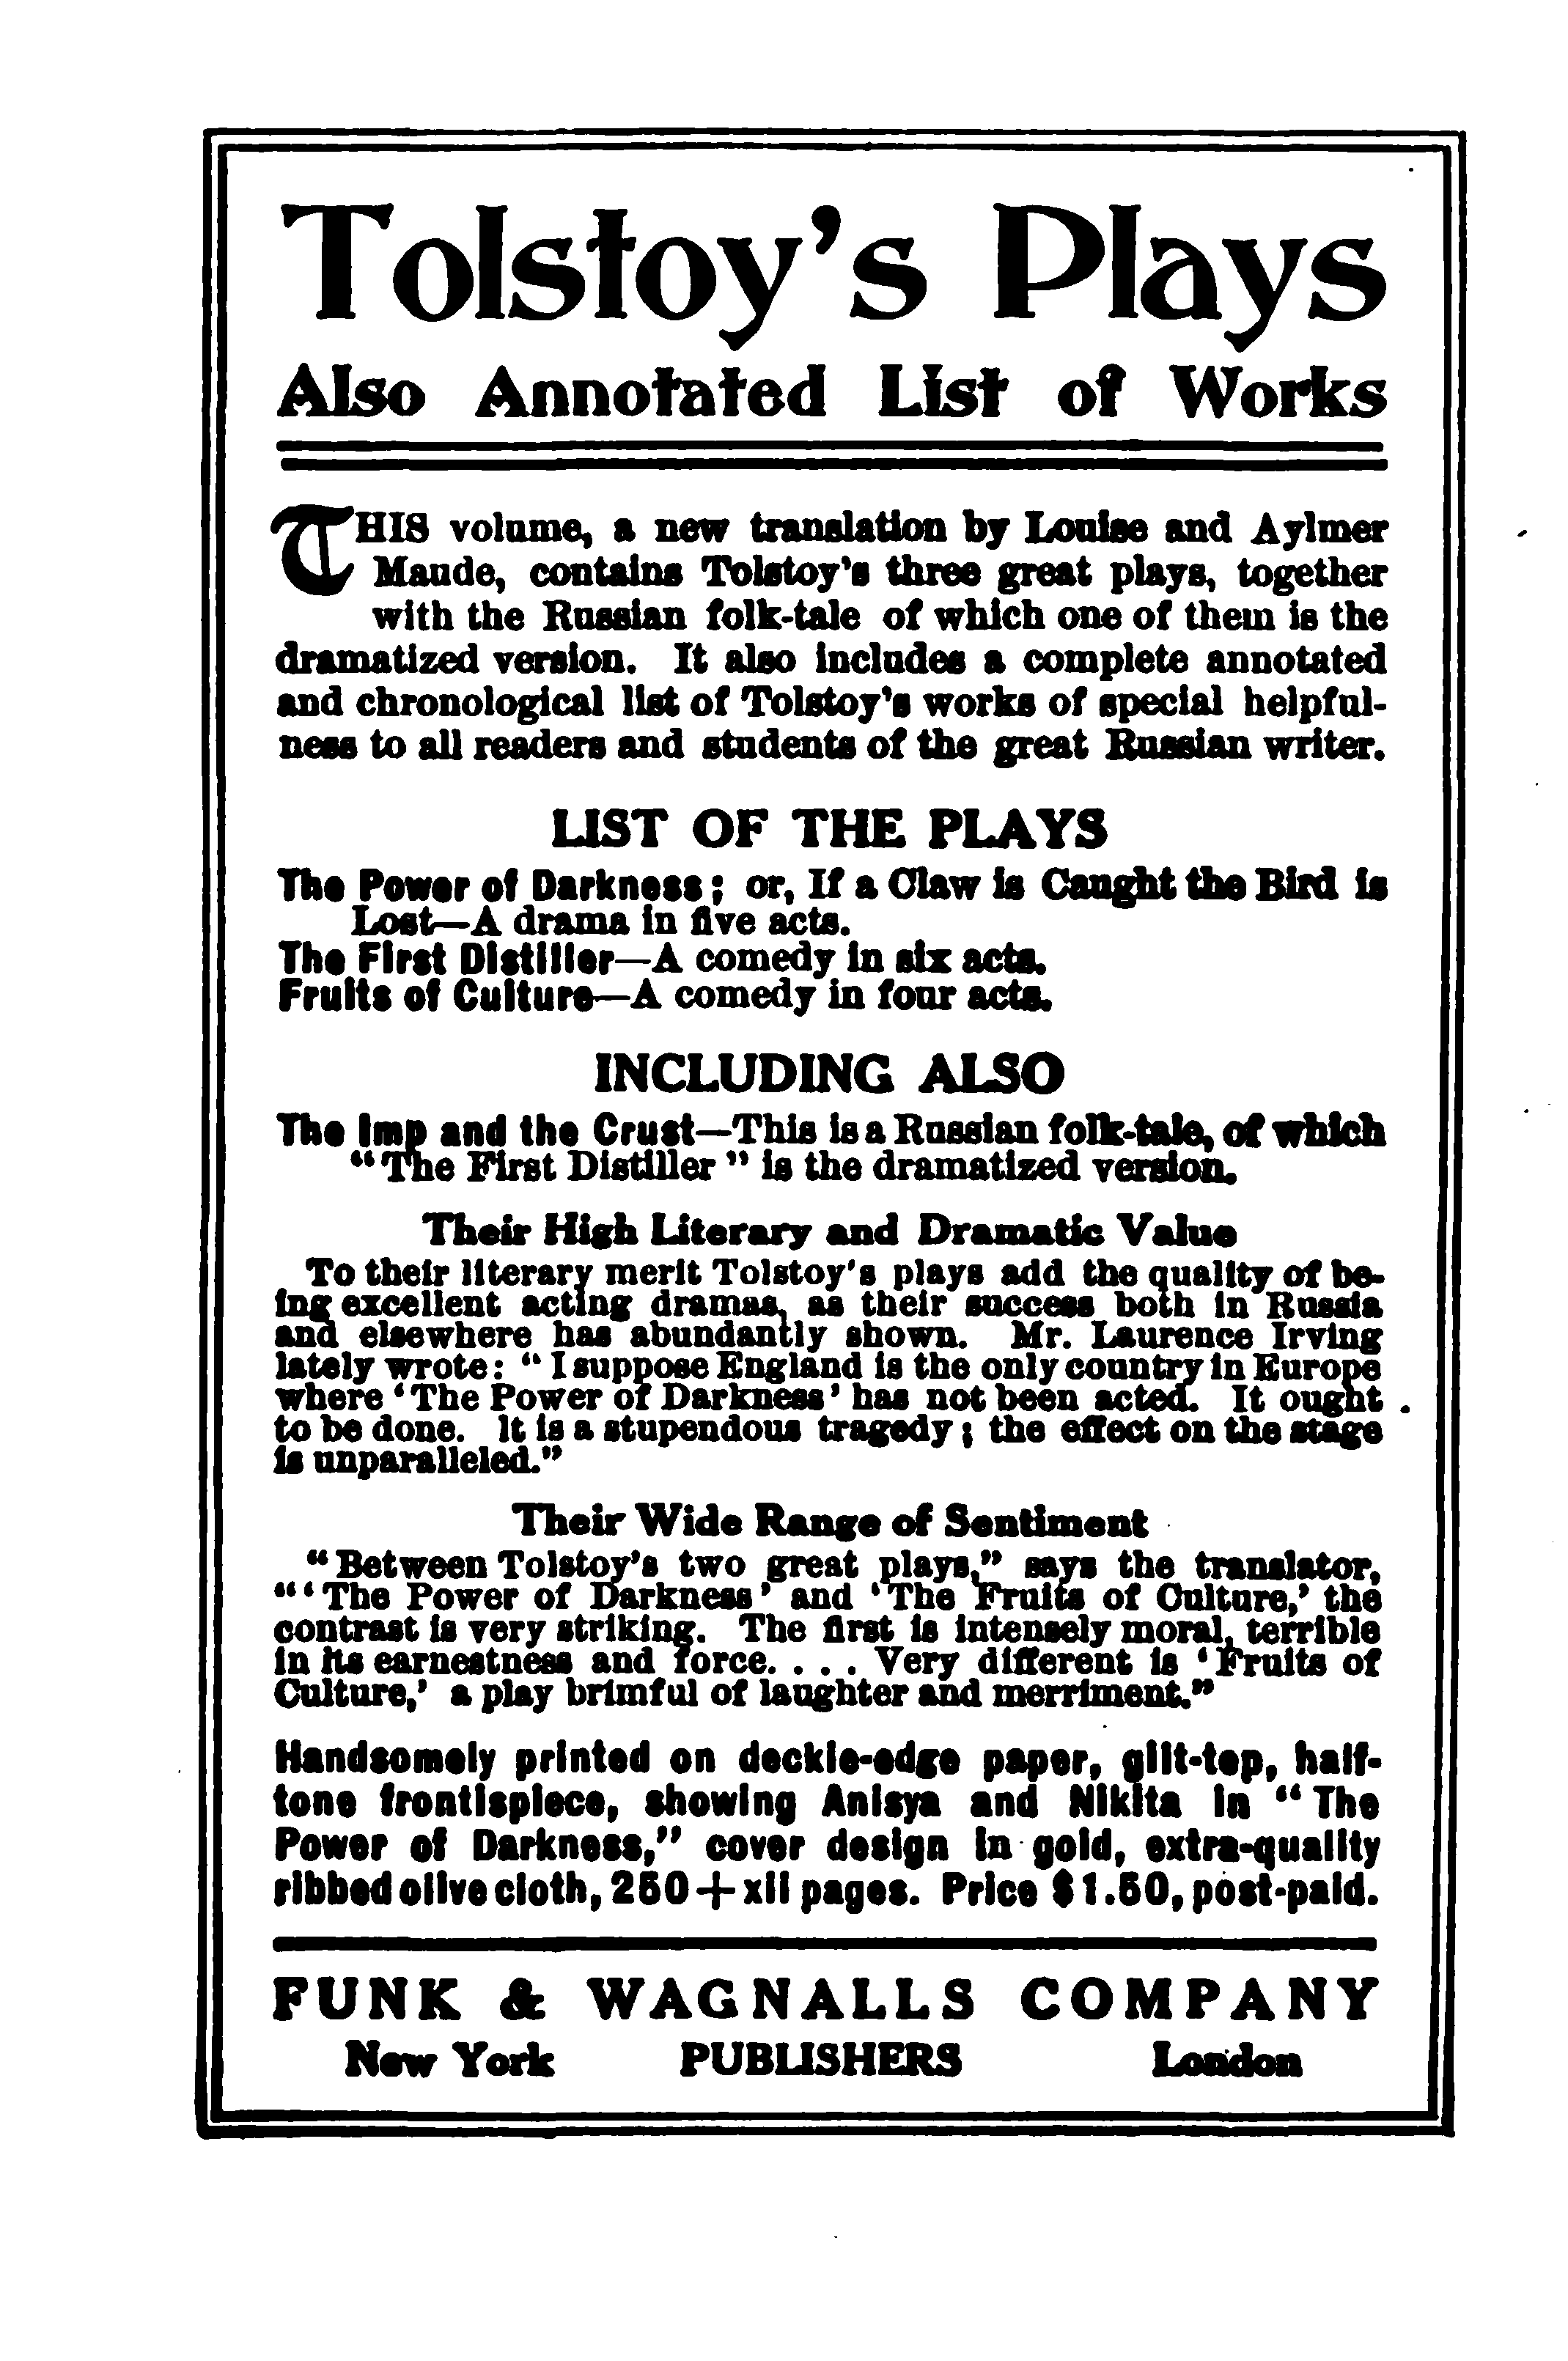 Tolstoy's Plays
Also Annotated List of Works
THIS volume, a new translation by Louise and Aylmer
Maude, contains Tolstoy's three great plays, together
with the Russian folk-tale of which one of them is the
dramatized version. It also includes a complete annotated
and chronological list of Tolstoy's works of special helpful-
ness to all readers and students of the great Russian writer.
LIST OF THE PLAYS
The Power of Darkness; or, If a Claw is Caught the Bird is
Lost—A drama in five acts.
The First Distiller—A comedy in six acts.
Fruits of Culture—A comedy in four acts.
INCLUDING ALSO
The Imp and the Crust—This is a Russian folk-tale, of which
"The First Distiller" is the dramatized version.
Their High Literary and Dramatic Value
To their literary merit Tolstoy's plays add the quality of be-
ing excellent acting dramas, as their success both in Russia
and elsewhere has abundantly shown. Mr. Laurence Irving
lately wrote: "I suppose England is the only country in Europe
where 'The Power of Darkness' has not been acted. It ought
to be done. It is a stupendous tragedy; the effect on the stage
is unparalleled."
Their Wide Range of Sentiment
"Between Tolstoy's two great plays," says the translator,
"'The Power of Darkness' and 'The Fruits of Culture,' the
contrast is very striking. The first is intensely moral, terrible
in its earnestness and force. . . . Very different is 'Fruits of
Culture,' a play brimful of laughter and merriment."
Handsomely printed on deckle-edge paper, gilt-top, half-
tone frontispiece, showing Anisya and Nikita in "The
Power of Darkness," cover design in gold, extra-quality
ribbed olive cloth, 250+xii pages. Price $1.50, post-paid.
FUNK & WAGNALLS COMPANY
New York PUBLISHERS London